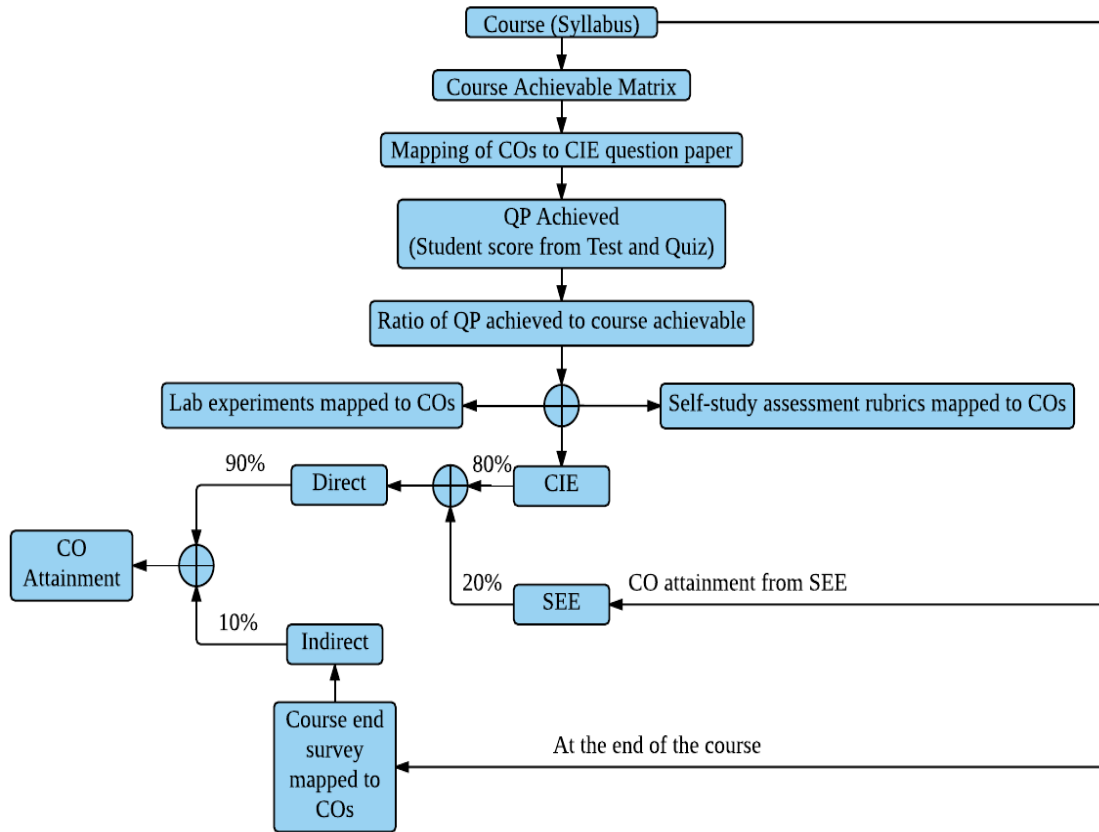 Course (Syllabus)
Course Achievable Matrix
Mapping of COs to CIE question paper
QP Achieved
(Student score from Test and Quiz)
Ratio of QP achieved to course achievable
Lab experiments mapped to COs
Self-study assessment rubrics mapped to COs
90%
Direct
80%
CIE
CO
Attainment
20%
SEE
CO attainment from SEE
10%
Indirect
Course end
survey
mapped to
COs
At the end of the course